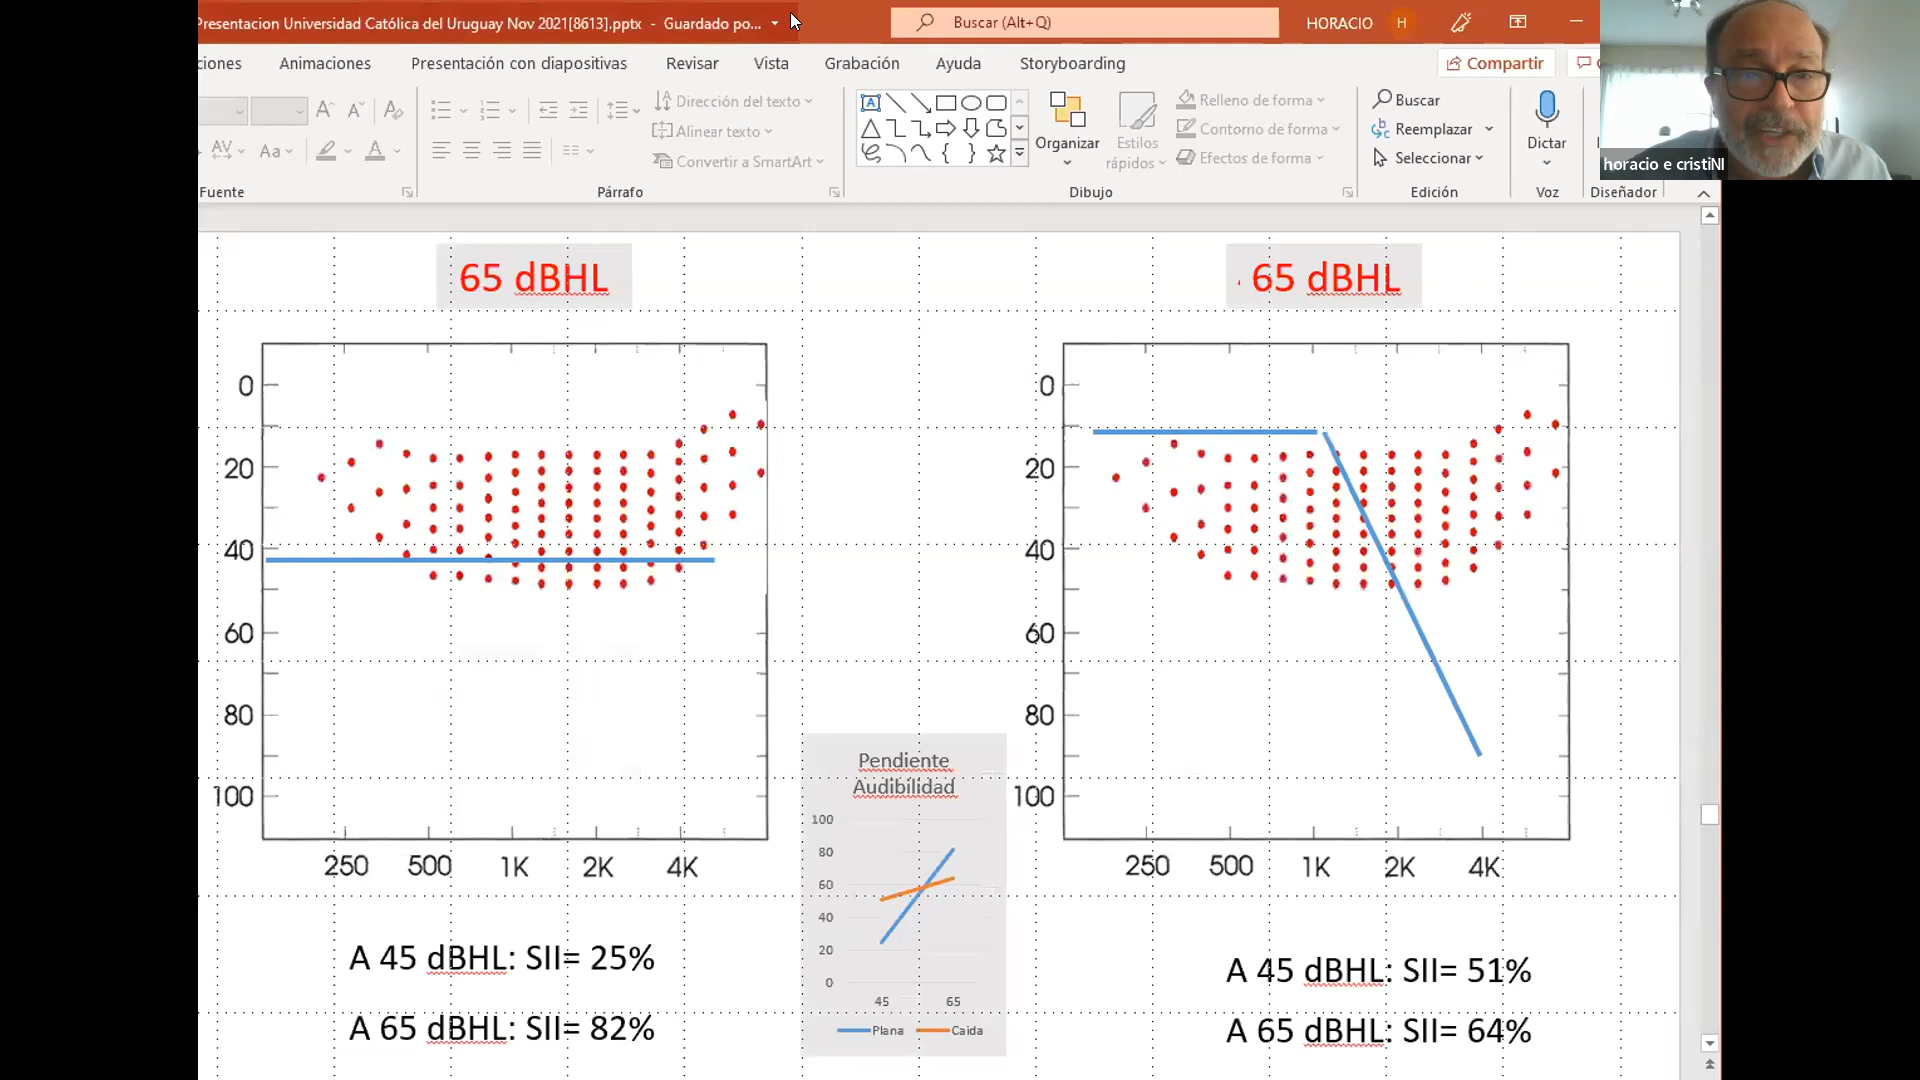 Presentacion Universidad Católica del Uruguay Nov 2021[8613].pptx - Guardado po...
Buscar (Alt+Q)
HORACIO H
ciones Animaciones Presentación con diapositivas Revisar Vista Grabación Ayuda Storyboarding
Compartir
Dirección del texto
Alinear texto
Convertir a SmartArt
Aa
Organizar
Estilos
rápidos
Relleno de forma
Contorno de forma
Efectos de forma
Buscar
Reemplazar
Seleccionar
Dictar
Fuente
Párrafo
Dibujo
Edición
Voz
Diseñador
horacio e cristiNI
65 dBHL
0
20
40
60
80
100
250 500 1K 2K 4K
A 45 dBHL: SII= 25%
A 65 dBHL: SII= 82%
Pendiente
Audibilidad
100
80
60
40
20
0
45 65
Plana Caida
65 dBHL
0
20
40
60
80
100
250 500 1K 2K 4K
A 45 dBHL: SII= 51%
A 65 dBHL: SII= 64%